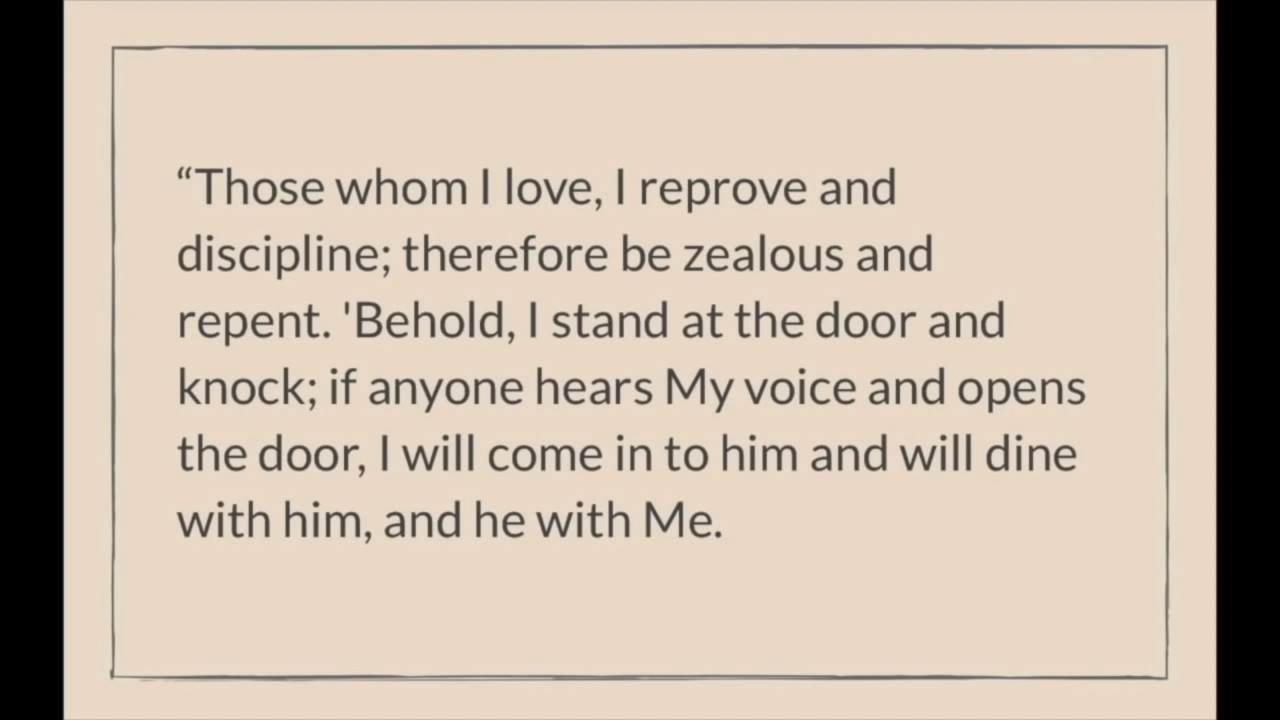 “Those whom I love, I reprove and
discipline; therefore be zealous and
repent. 'Behold, I stand at the door and
knock; if anyone hears My voice and opens
the door, I will come in to him and will dine
with him, and he with Me.